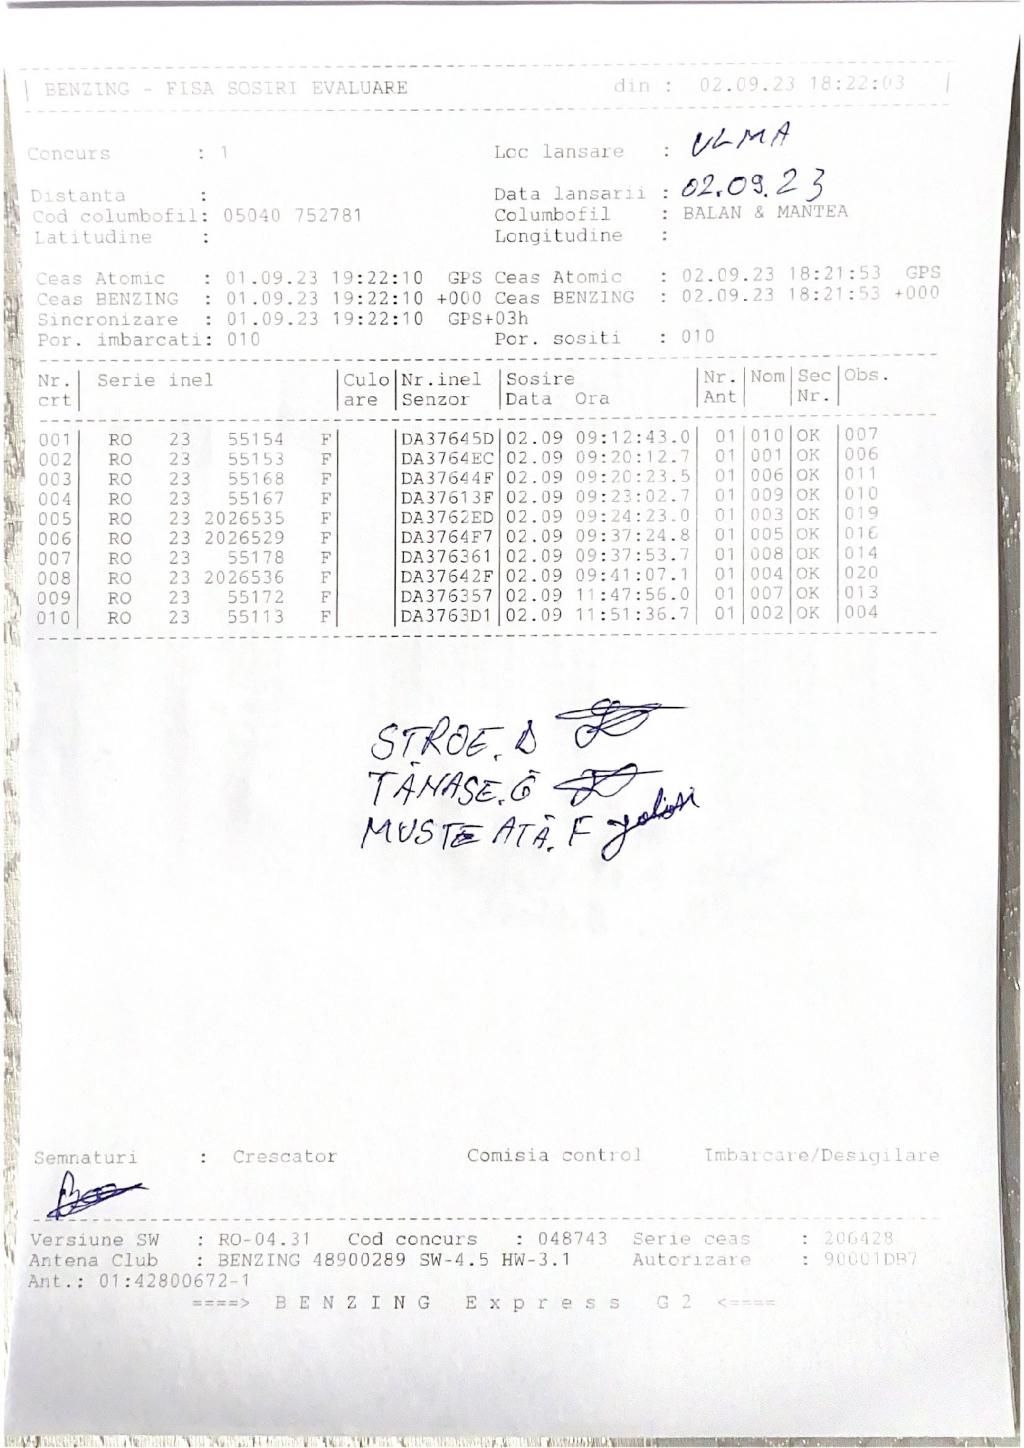 BENZING - FISA SOSIRI EVALUARE din : 02.09.23 18:22:03
Concurs : 1 Loc lansare : ULMA
Distanta : Data lansarii : 02.09.23
Cod columbofil: 05040 752781 Columbofil : BALAN & MANTEA
Latitudine : Longitudine :
Ceas Atomic : 01.09.23 19:22:10 GPS Ceas Atomic : 02.09.23 18:21:53 GPS
Ceas BENZING : 01.09.23 19:22:10 +000 Ceas BENZING : 02.09.23 18:21:53 +000
Sincronizare : 01.09.23 19:22:10 GPS+03h
Por. imbarcati: 010 Por. sositi : 010
Nr. Serie inel Culo Nr.inel Sosire Nr. Nom Sec Obs.
crt are Senzor Data Ora Ant Nr.
001 RO 23 55154 F DA37645D 02.09 09:12:43.0 01 010 OK 007
002 RO 23 55153 F DA3764EC 02.09 09:20:12.7 01 001 OK 006
003 RO 23 55168 F DA37644F 02.09 09:20:23.5 01 006 OK 011
004 RO 23 55167 F DA37613F 02.09 09:23:02.7 01 009 OK 010
005 RO 23 2026535 F DA3762ED 02.09 09:24:23.0 01 003 OK 019
006 RO 23 2026529 F DA3764F7 02.09 09:37:24.8 01 005 OK 016
007 RO 23 55178 F DA376361 02.09 09:37:53.7 01 008 OK 014
008 RO 23 2026536 F DA37642F 02.09 09:41:07.1 01 004 OK 020
009 RO 23 55172 F DA376357 02.09 11:47:56.0 01 007 OK 013
010 RO 23 55113 F DA3763D1 02.09 11:51:36.7 01 002 OK 004
STROE. D
TĂNASE. G
MUSTEAȚĂ. F
Semnaturi : Crescator Comisia control Imbarcare/Desigilare
Versiune SW : RO-04.31 Cod concurs : 048743 Serie ceas : 206428
Antena Club : BENZING 48900289 SW-4.5 HW-3.1 Autorizare : 90001DB7
Ant.: 01:42800672-1
====> BENZING Express G2 <====